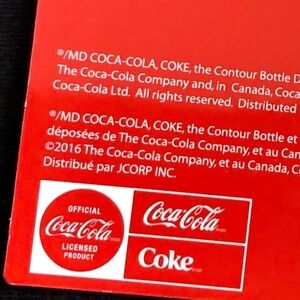 ®/MD COCA-COLA, COKE, the Contour Bottle D
The Coca-Cola Company and, in Canada, Coca
Coca-Cola Ltd. All rights reserved. Distributed
®/MD COCA-COLA, COKE, the Contour Bottle et
déposées de The Coca-Cola Company, et au Ca
©2016 The Coca-Cola Company, et au Canada, Co
Distribué par JCORP INC.
OFFICIAL
Coca-Cola
LICENSED
PRODUCT
Coca-Cola
Coke